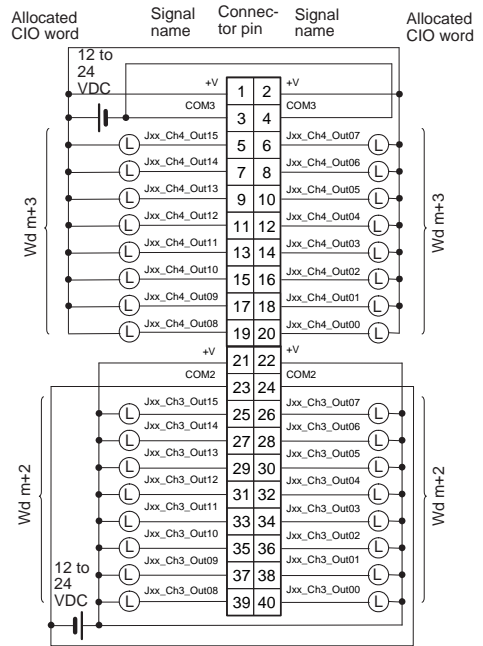 Allocated CIO word Signal name Connec-tor pin Signal name Allocated CIO word
12 to 24 VDC
+V 1 2 +V
COM3 3 4 COM3
Jxx_Ch4_Out15 5 6 Jxx_Ch4_Out07
L L
Jxx_Ch4_Out14 7 8 Jxx_Ch4_Out06
L L
Jxx_Ch4_Out13 9 10 Jxx_Ch4_Out05
L L
Jxx_Ch4_Out12 11 12 Jxx_Ch4_Out04
L L
Jxx_Ch4_Out11 13 14 Jxx_Ch4_Out03
L L
Jxx_Ch4_Out10 15 16 Jxx_Ch4_Out02
L L
Jxx_Ch4_Out09 17 18 Jxx_Ch4_Out01
L L
Jxx_Ch4_Out08 19 20 Jxx_Ch4_Out00
L L
Wd m+3 Wd m+3
+V 21 22 +V
COM2 23 24 COM2
Jxx_Ch3_Out15 25 26 Jxx_Ch3_Out07
L L
Jxx_Ch3_Out14 27 28 Jxx_Ch3_Out06
L L
Jxx_Ch3_Out13 29 30 Jxx_Ch3_Out05
L L
Jxx_Ch3_Out12 31 32 Jxx_Ch3_Out04
L L
Jxx_Ch3_Out11 33 34 Jxx_Ch3_Out03
L L
Jxx_Ch3_Out10 35 36 Jxx_Ch3_Out02
L L
Jxx_Ch3_Out09 37 38 Jxx_Ch3_Out01
L L
Jxx_Ch3_Out08 39 40 Jxx_Ch3_Out00
L L
Wd m+2 Wd m+2
12 to 24 VDC